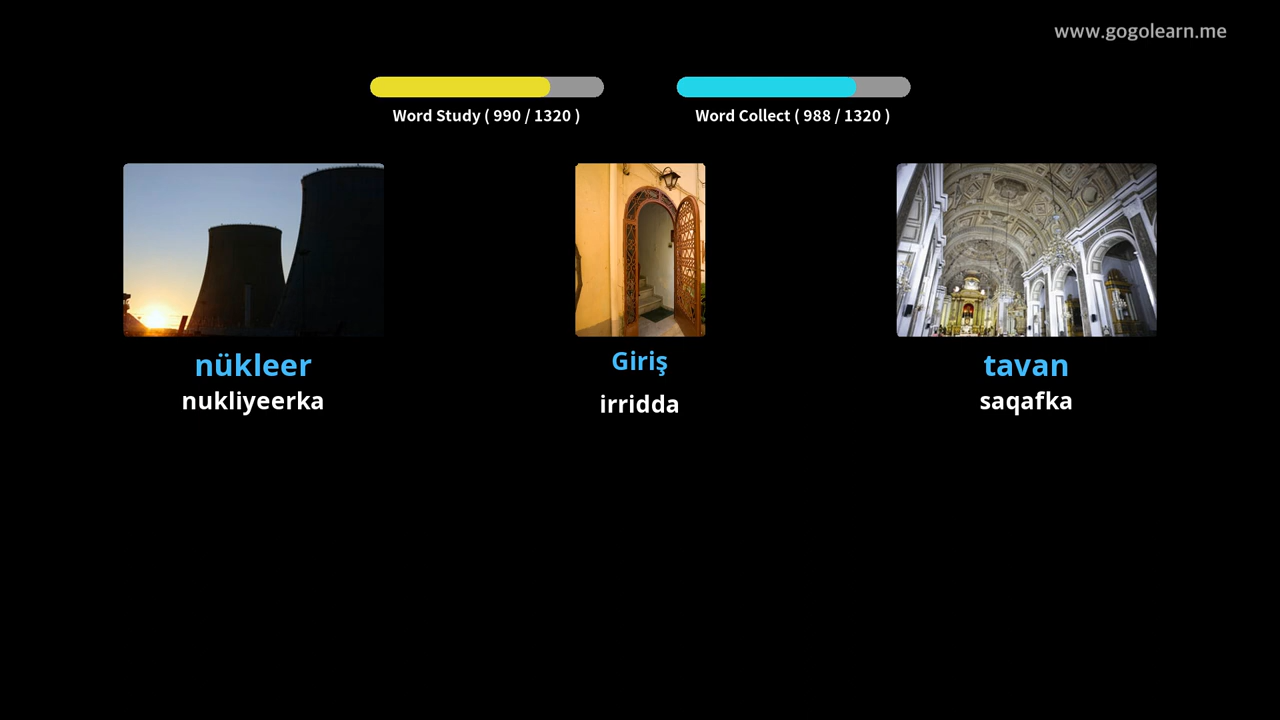 www.gogolearn.me
Word Study ( 990 / 1320 )
Word Collect ( 988 / 1320 )
nükleer
nukliyeerka
Giriş
irridda
tavan
saqafka